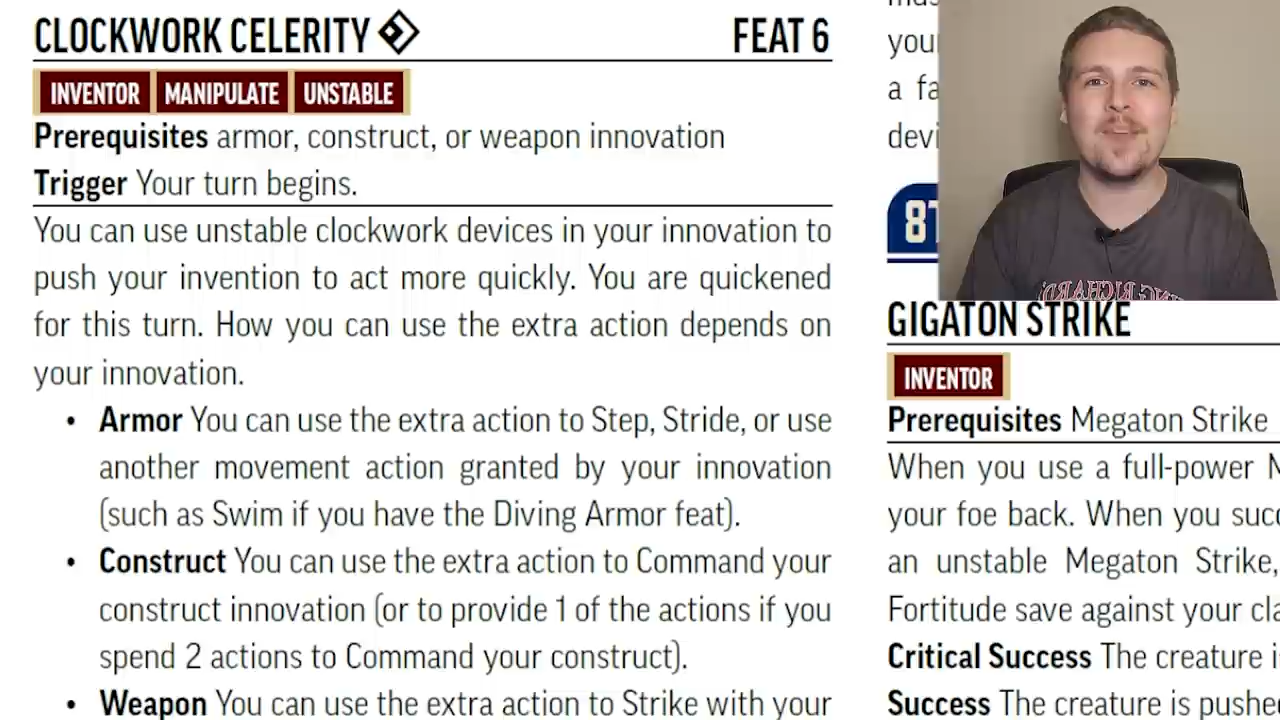 CLOCKWORK CELERITY
FEAT 6
INVENTOR MANIPULATE UNSTABLE
Prerequisites armor, construct, or weapon innovation
Trigger Your turn begins.
You can use unstable clockwork devices in your innovation to
push your invention to act more quickly. You are quickened
for this turn. How you can use the extra action depends on
your innovation.
• Armor You can use the extra action to Step, Stride, or use
another movement action granted by your innovation
(such as Swim if you have the Diving Armor feat).
• Construct You can use the extra action to Command your
construct innovation (or to provide 1 of the actions if you
spend 2 actions to Command your construct).
• Weapon You can use the extra action to Strike with your
your
a fa
devi
8T
GIGATON STRIKE
INVENTOR
Prerequisites Megaton Strike
When you use a full-power M
your foe back. When you succ
an unstable Megaton Strike,
Fortitude save against your cla
Critical Success The creature i
Success The creature is pushe